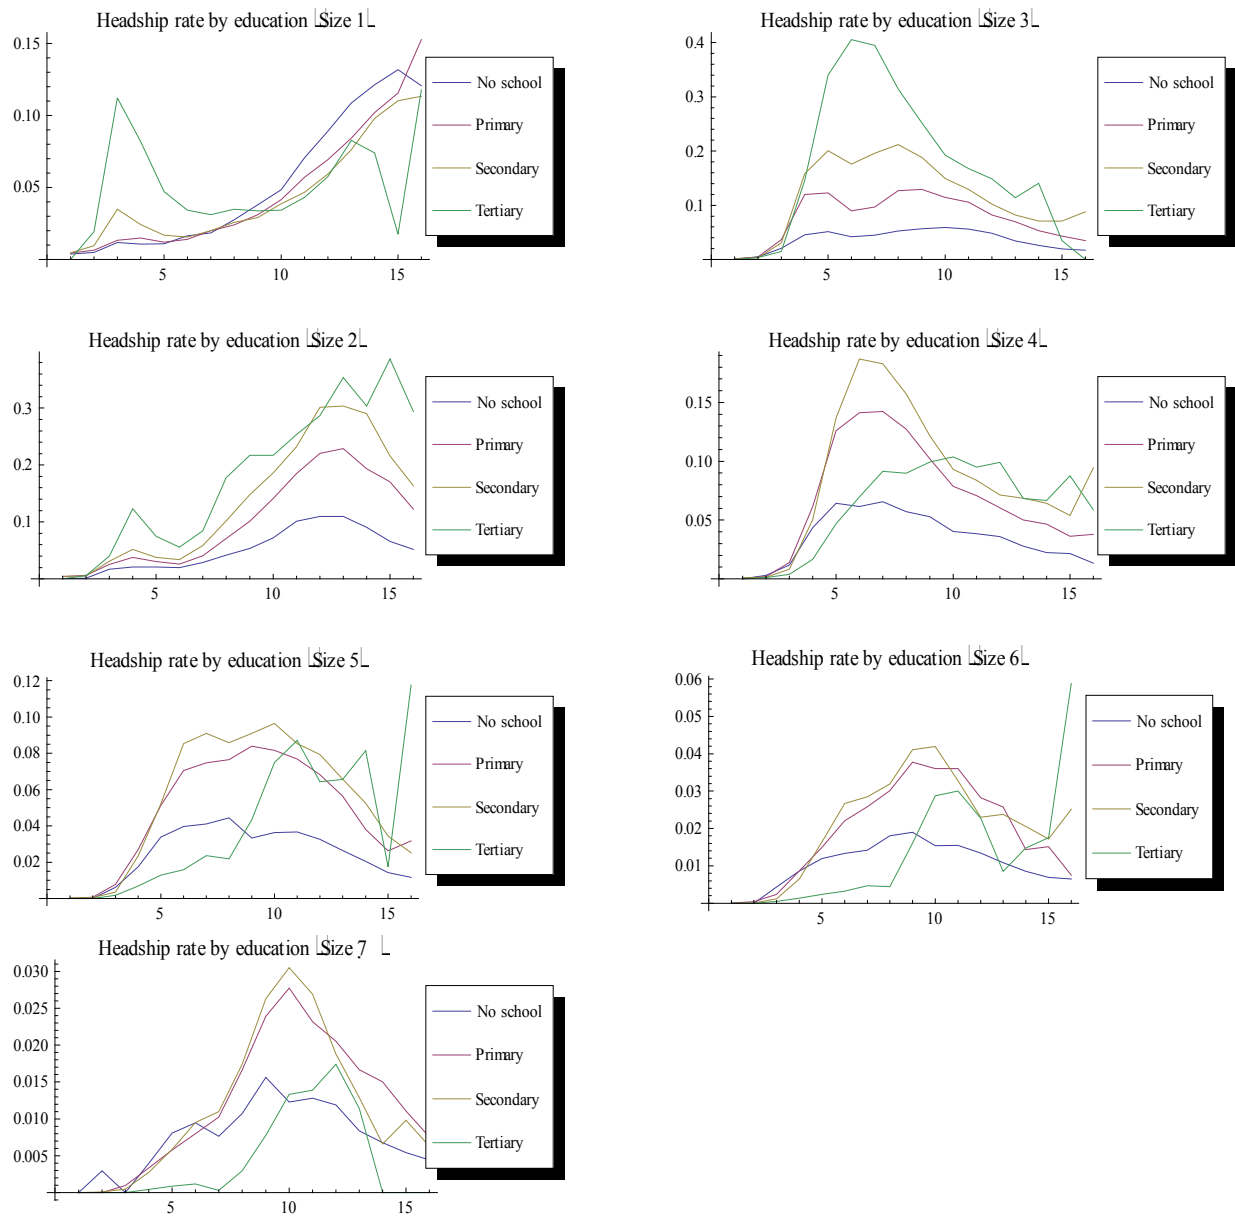 Headship rate by education Size 1
0.15
0.10
0.05
5
10
15
No school
Primary
Secondary
Tertiary
Headship rate by education Size 3
0.4
0.3
0.2
0.1
5
10
15
No school
Primary
Secondary
Tertiary
Headship rate by education Size 2
0.3
0.2
0.1
5
10
15
No school
Primary
Secondary
Tertiary
Headship rate by education Size 4
0.15
0.10
0.05
5
10
15
No school
Primary
Secondary
Tertiary
Headship rate by education Size 5
0.12
0.10
0.08
0.06
0.04
0.02
5
10
15
No school
Primary
Secondary
Tertiary
Headship rate by education Size 6
0.06
0.05
0.04
0.03
0.02
0.01
5
10
15
No school
Primary
Secondary
Tertiary
Headship rate by education Size 7
0.030
0.025
0.020
0.015
0.010
0.005
5
10
15
No school
Primary
Secondary
Tertiary